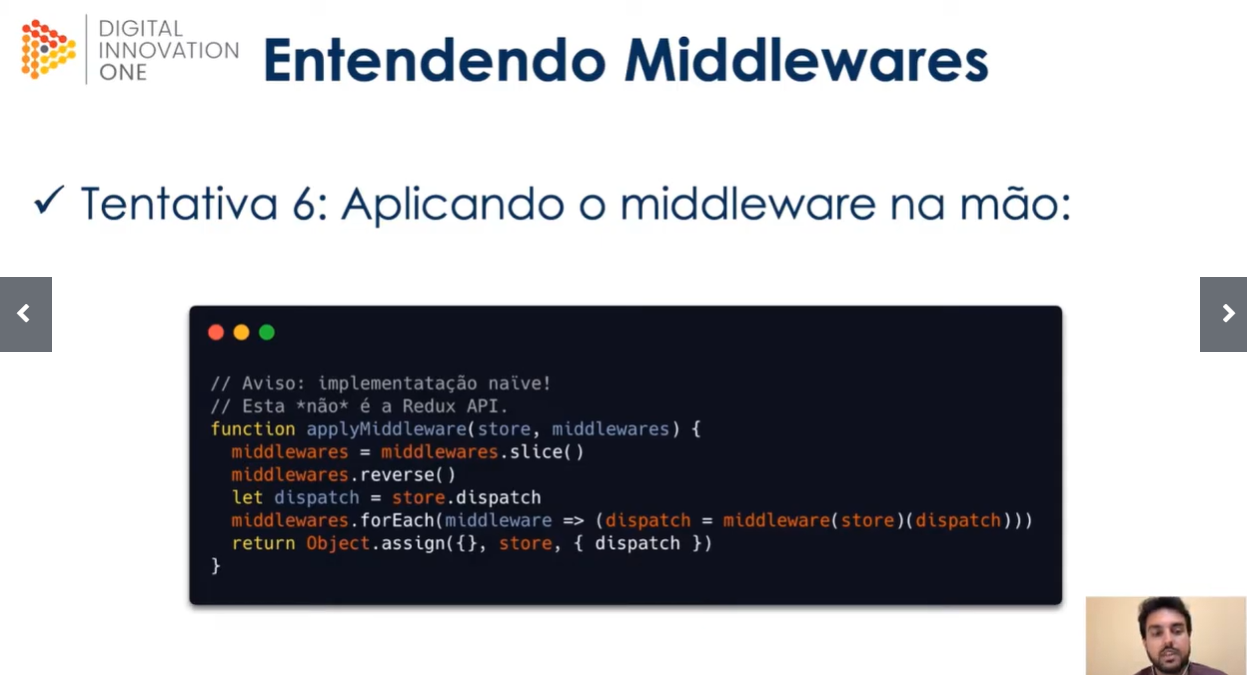 DIGITAL
INNOVATION
ONE
Entendendo Middlewares
✓ Tentativa 6: Aplicando o middleware na mão:
// Aviso: implementatação naïve!
// Esta *não* é a Redux API.
function applyMiddleware(store, middlewares) {
  middlewares = middlewares.slice()
  middlewares.reverse()
  let dispatch = store.dispatch
  middlewares.forEach(middleware => (dispatch = middleware(store)(dispatch)))
  return Object.assign({}, store, { dispatch })
}